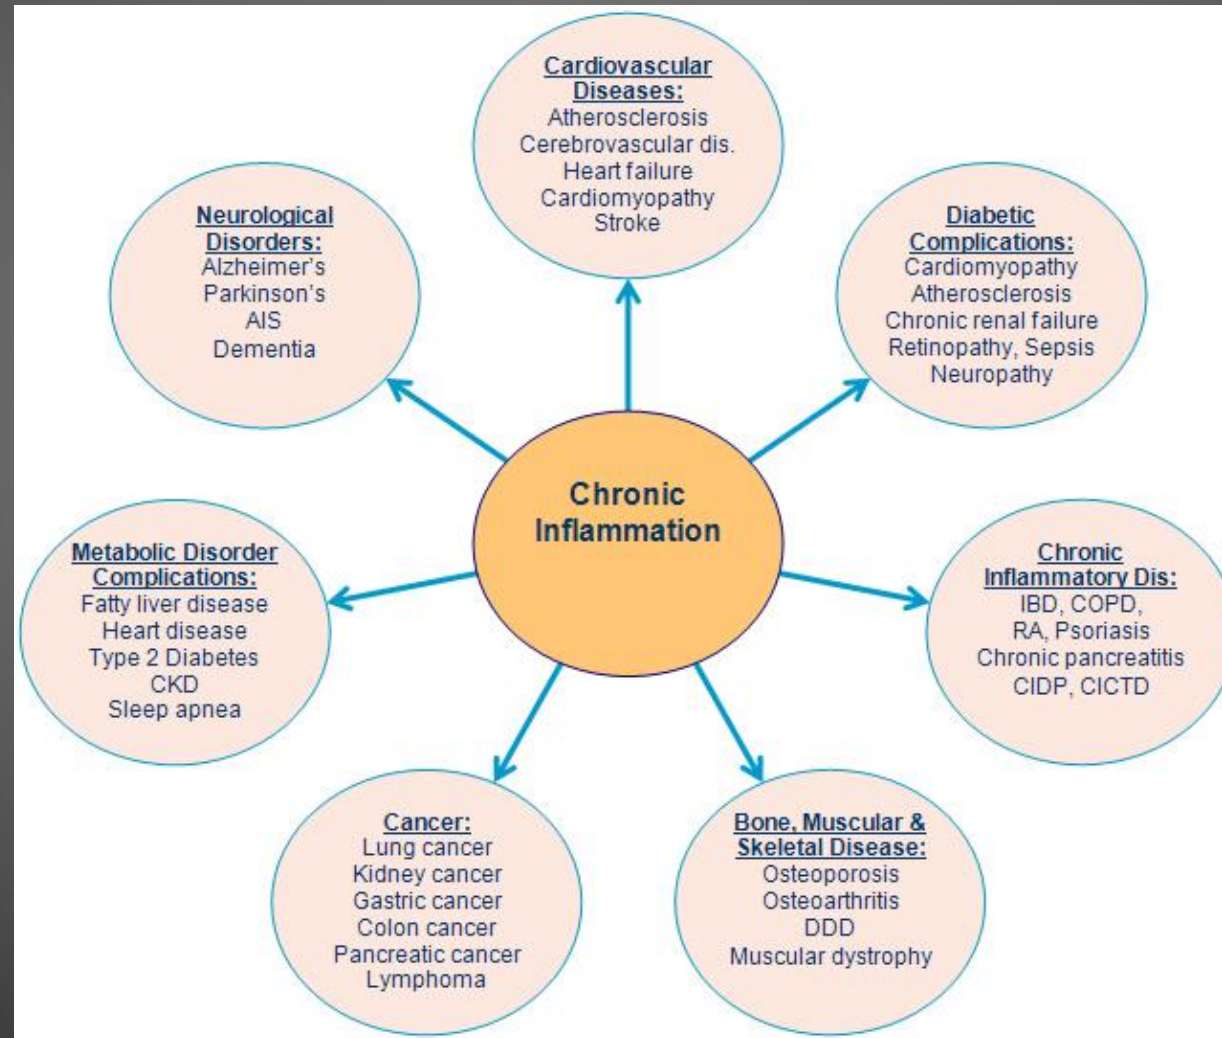 Cardiovascular
Diseases:
Atherosclerosis
Cerebrovascular dis.
Heart failure
Cardiomyopathy
Stroke
Neurological
Disorders:
Alzheimer's
Parkinson's
AIS
Dementia
Diabetic
Complications:
Cardiomyopathy
Atherosclerosis
Chronic renal failure
Retinopathy, Sepsis
Neuropathy
Chronic
Inflammation
Metabolic Disorder
Complications:
Fatty liver disease
Heart disease
Type 2 Diabetes
CKD
Sleep apnea
Chronic
Inflammatory Dis:
IBD, COPD,
RA, Psoriasis
Chronic pancreatitis
CIDP, CICTD
Cancer:
Lung cancer
Kidney cancer
Gastric cancer
Colon cancer
Pancreatic cancer
Lymphoma
Bone, Muscular &
Skeletal Disease:
Osteoporosis
Osteoarthritis
DDD
Muscular dystrophy